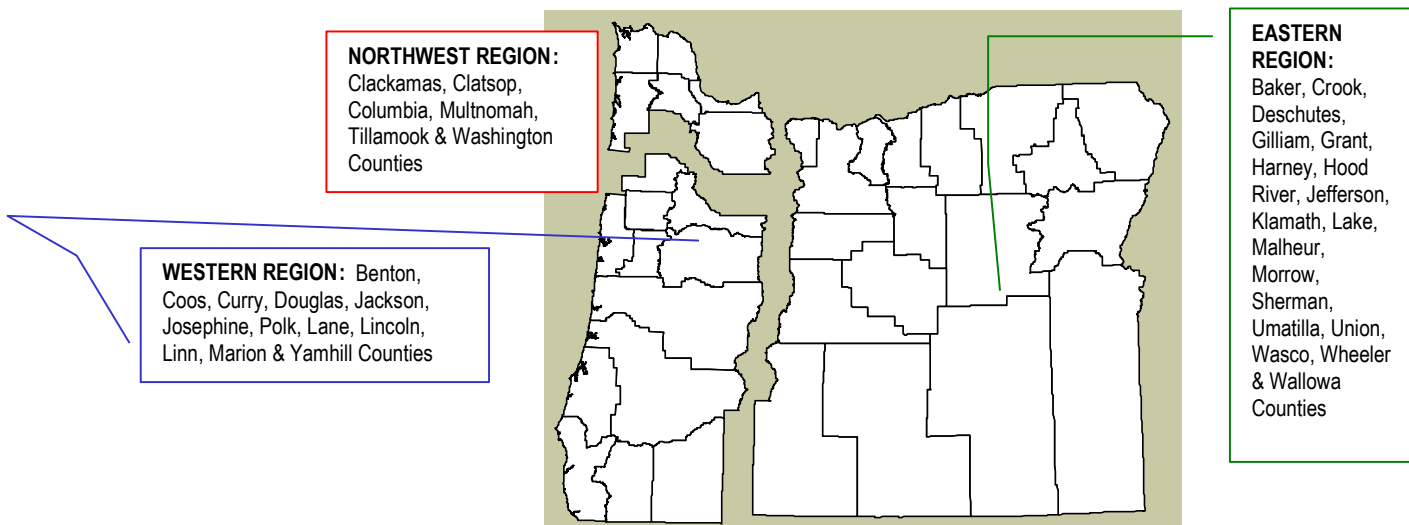 NORTHWEST REGION:
Clackamas, Clatsop,
Columbia, Multnomah,
Tillamook & Washington
Counties
WESTERN REGION: Benton,
Coos, Curry, Douglas, Jackson,
Josephine, Polk, Lane, Lincoln,
Linn, Marion & Yamhill Counties
EASTERN
REGION:
Baker, Crook,
Deschutes,
Gilliam, Grant,
Harney, Hood
River, Jefferson,
Klamath, Lake,
Malheur,
Morrow,
Sherman,
Umatilla, Union,
Wasco, Wheeler
& Wallowa
Counties